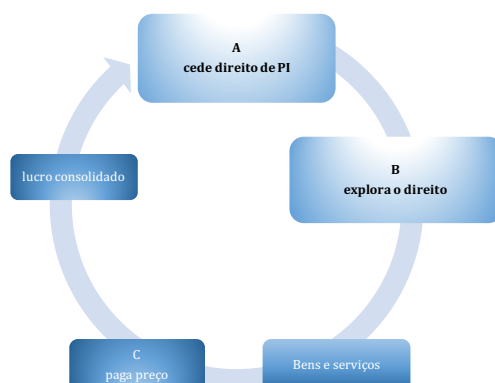 A
cede direito de PI
B
explora o direito
Bens e serviços
C
paga preço
lucro consolidado